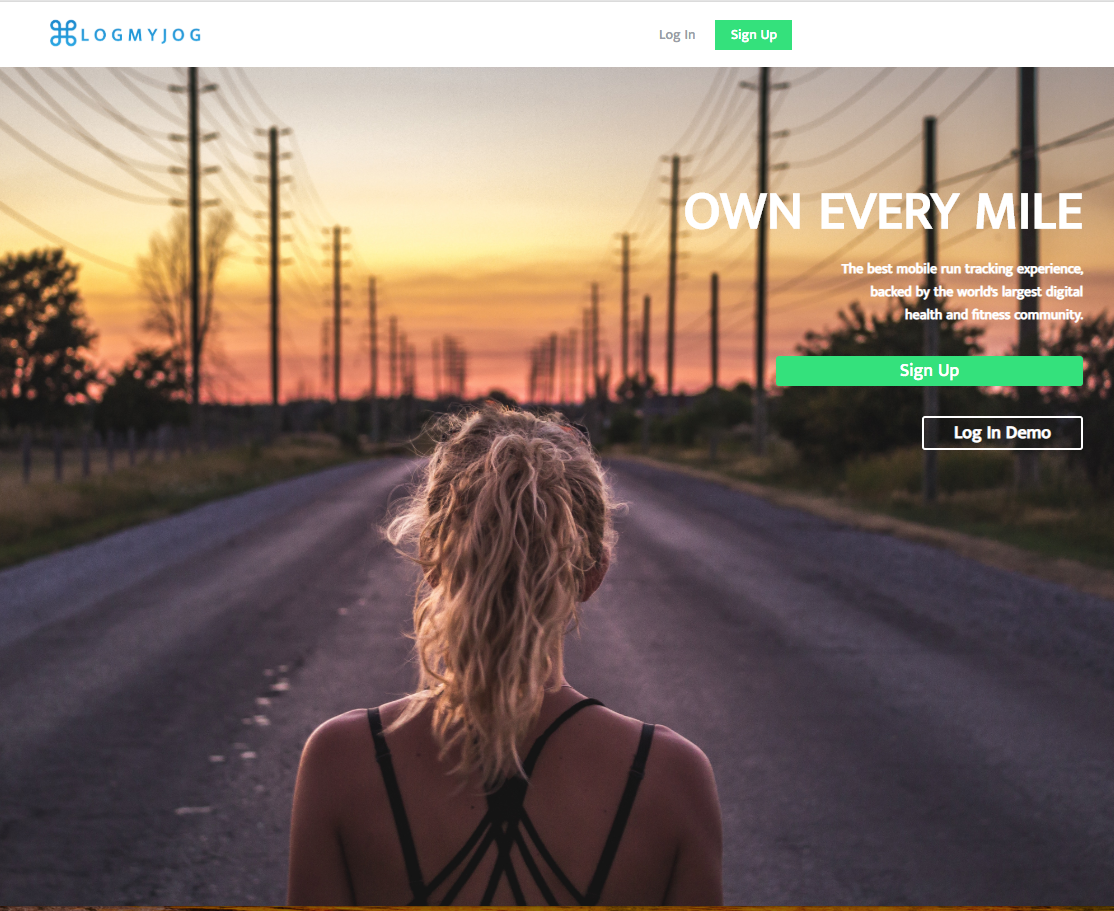 LOGMYJOG
Log In
Sign Up
OWN EVERY MILE
The best mobile run tracking experience,
backed by the world's largest digital
health and fitness community.
Sign Up
Log In Demo